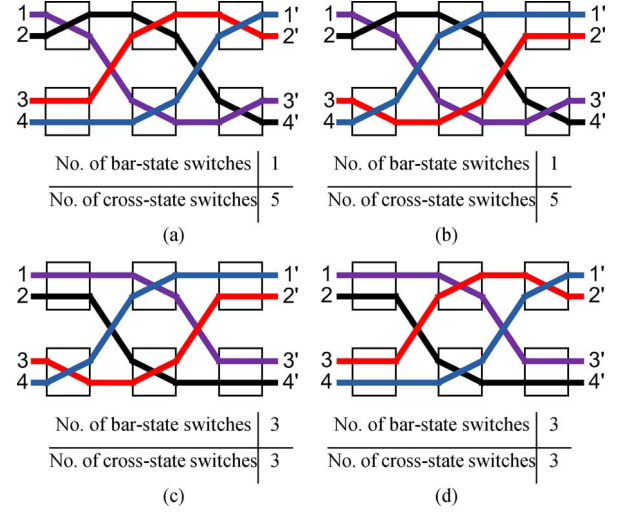 1 1' 1 1'
2 2' 2 2'
3 3' 3 3'
4 4' 4 4'
No. of bar-state switches 1 No. of bar-state switches 1
No. of cross-state switches 5 No. of cross-state switches 5
(a) (b)
1 1' 1 1'
2 2' 2 2'
3 3' 3 3'
4 4' 4 4'
No. of bar-state switches 3 No. of bar-state switches 3
No. of cross-state switches 3 No. of cross-state switches 3
(c) (d)